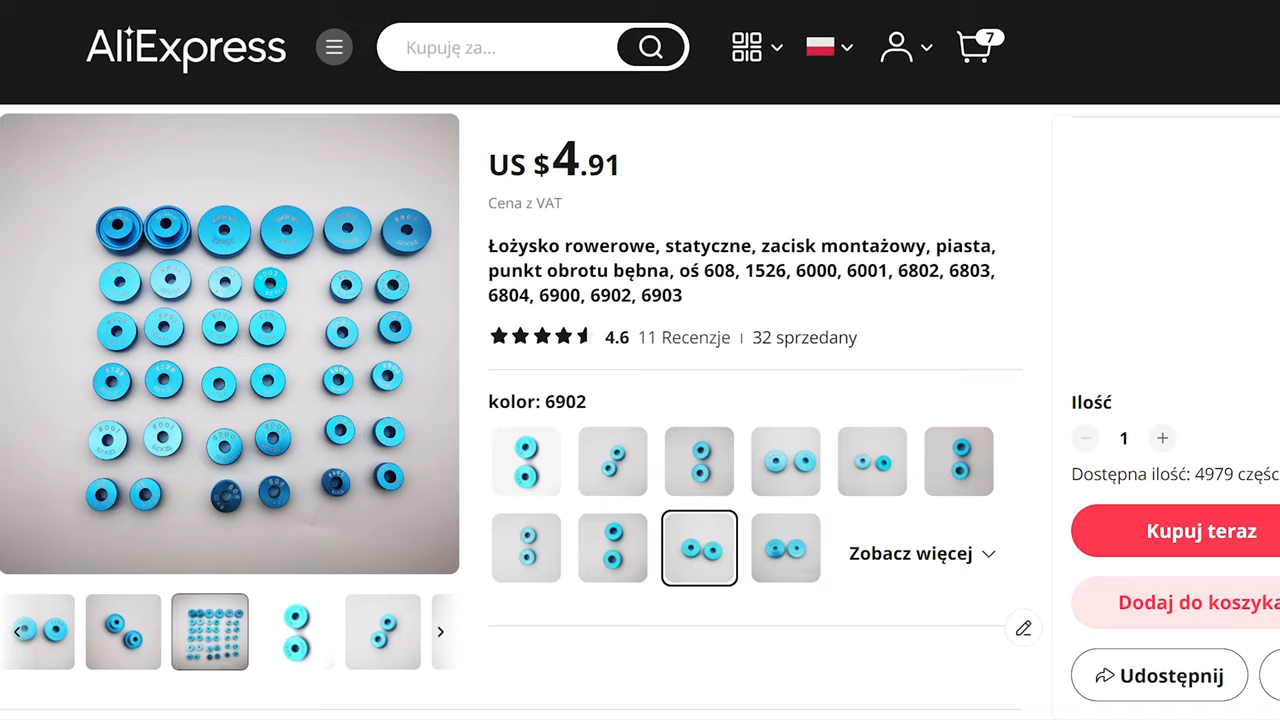 AliExpress
Kupuję za...
7
US $4.91
Cena z VAT
Łożysko rowerowe, statyczne, zacisk montażowy, piasta,
punkt obrotu bębna, oś 608, 1526, 6000, 6001, 6802, 6803,
6804, 6900, 6902, 6903
4.6 11 Recenzje | 32 sprzedany
kolor: 6902
Zobacz więcej
Ilość
1
Dostępna ilość: 4979 częśc
Kupuj teraz
Dodaj do koszyka
Udostępnij